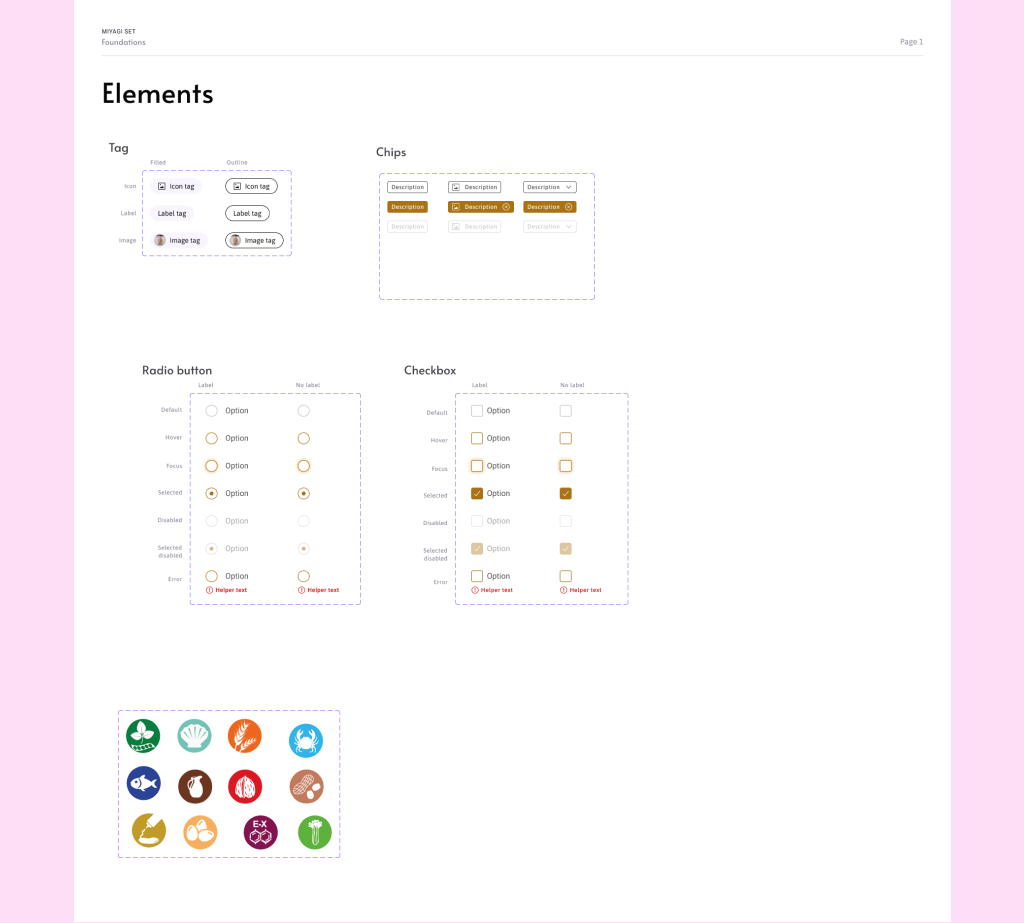 MIYAGI SET
Foundations
Page 1
Elements
Tag
Filled
Outline
Icon
Icon tag
Icon tag
Label
Label tag
Label tag
Image
Image tag
Image tag
Chips
Description
Description
Description
Description
Description
Description
Description
Description
Description
Radio button
Label
No label
Default
Option
Hover
Option
Focus
Option
Selected
Option
Disabled
Option
Selected
disabled
Option
Error
Option
Helper text
Helper text
Checkbox
Label
No label
Default
Option
Hover
Option
Focus
Option
Selected
Option
Disabled
Option
Selected
disabled
Option
Error
Option
Helper text
Helper text
E-X